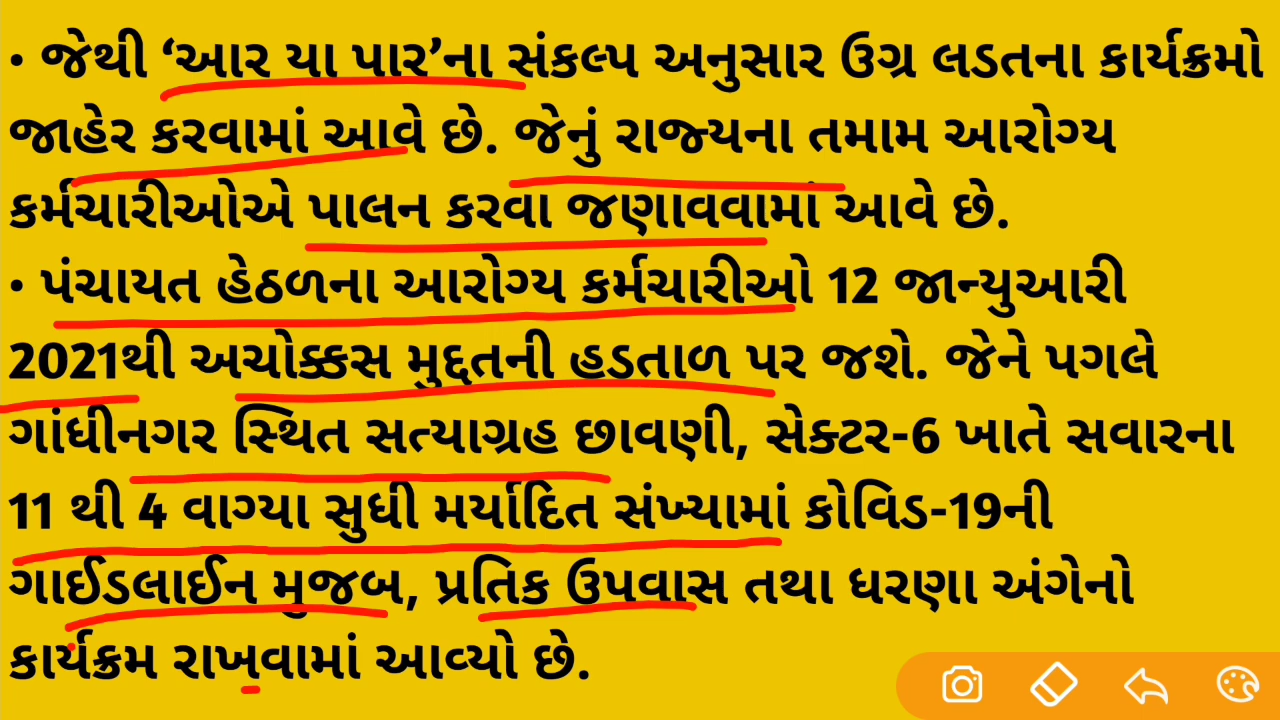 • જેથી ‘આર યા પાર’ના સંકલ્પ અનુસાર ઉગ્ર લડતના કાર્યક્રમો
જાહેર કરવામાં આવે છે. જેનું રાજ્યના તમામ આરોગ્ય
કર્મચારીઓએ પાલન કરવા જણાવવામાં આવે છે.
• પંચાયત હેઠળના આરોગ્ય કર્મચારીઓ 12 જાન્યુઆરી
2021થી અચોક્કસ મુદ્દતની હડતાળ પર જશે. જેને પગલે
ગાંધીનગર સ્થિત સત્યાગ્રહ છાવણી, સેક્ટર-6 ખાતે સવારના
11 થી 4 વાગ્યા સુધી મર્યાદિત સંખ્યામાં કોવિડ-19ની
ગાઈડલાઈન મુજબ, પ્રતિક ઉપવાસ તથા ધરણા અંગેનો
કાર્યક્રમ રાખવામાં આવ્યો છે.